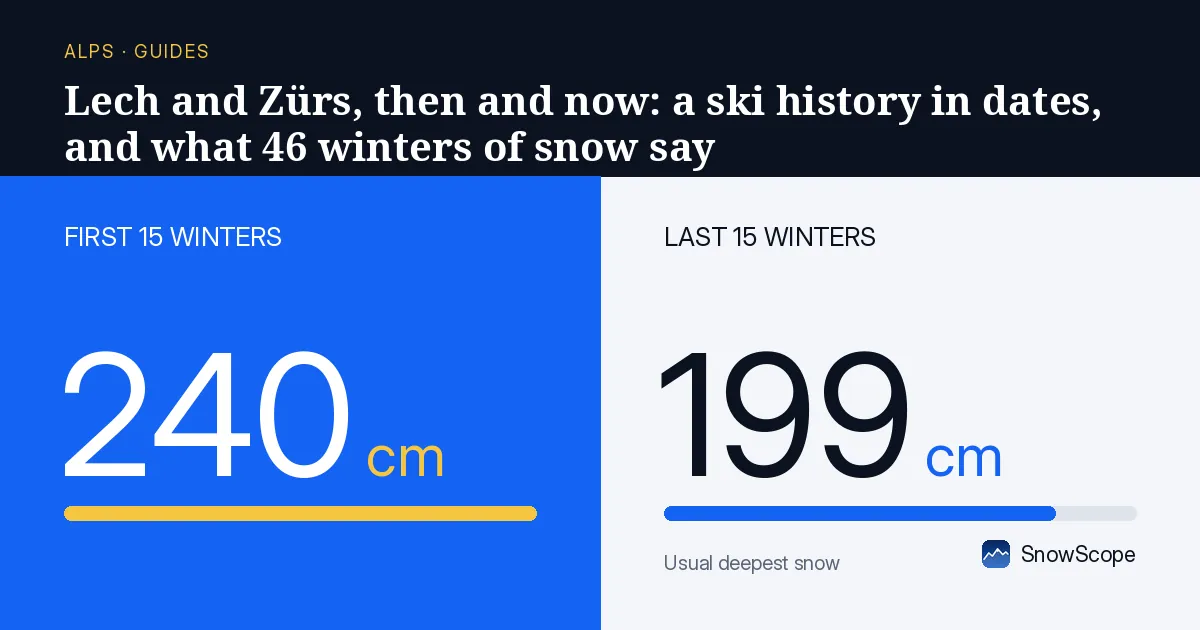 ALPS · GUIDES
Lech and Zürs, then and now: a ski history in dates,
and what 46 winters of snow say
FIRST 15 WINTERS
240 cm
LAST 15 WINTERS
199 cm
Usual deepest snow
SnowScope